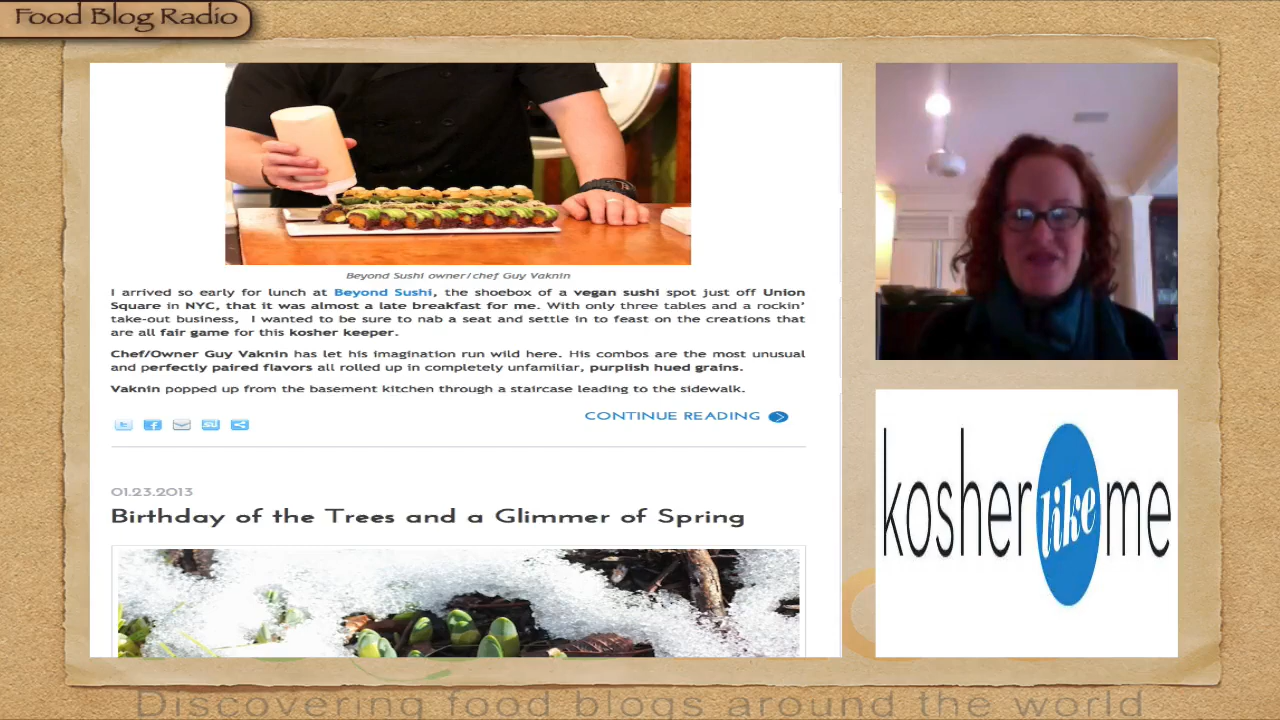 Food Blog Radio
Beyond Sushi owner/chef Guy Vaknin
I arrived so early for lunch at Beyond Sushi, the shoebox of a vegan sushi spot just off Union
Square in NYC, that it was almost a late breakfast for me. With only three tables and a rockin'
take-out business, I wanted to be sure to nab a seat and settle in to feast on the creations that
are all fair game for this kosher keeper.
Chef/Owner Guy Vaknin has let his imagination run wild here. His combos are the most unusual
and perfectly paired flavors all rolled up in completely unfamiliar, purplish hued grains.
Vaknin popped up from the basement kitchen through a staircase leading to the sidewalk.
CONTINUE READING
01.23.2013
Birthday of the Trees and a Glimmer of Spring
kosher like me
Discovering food blogs around the world